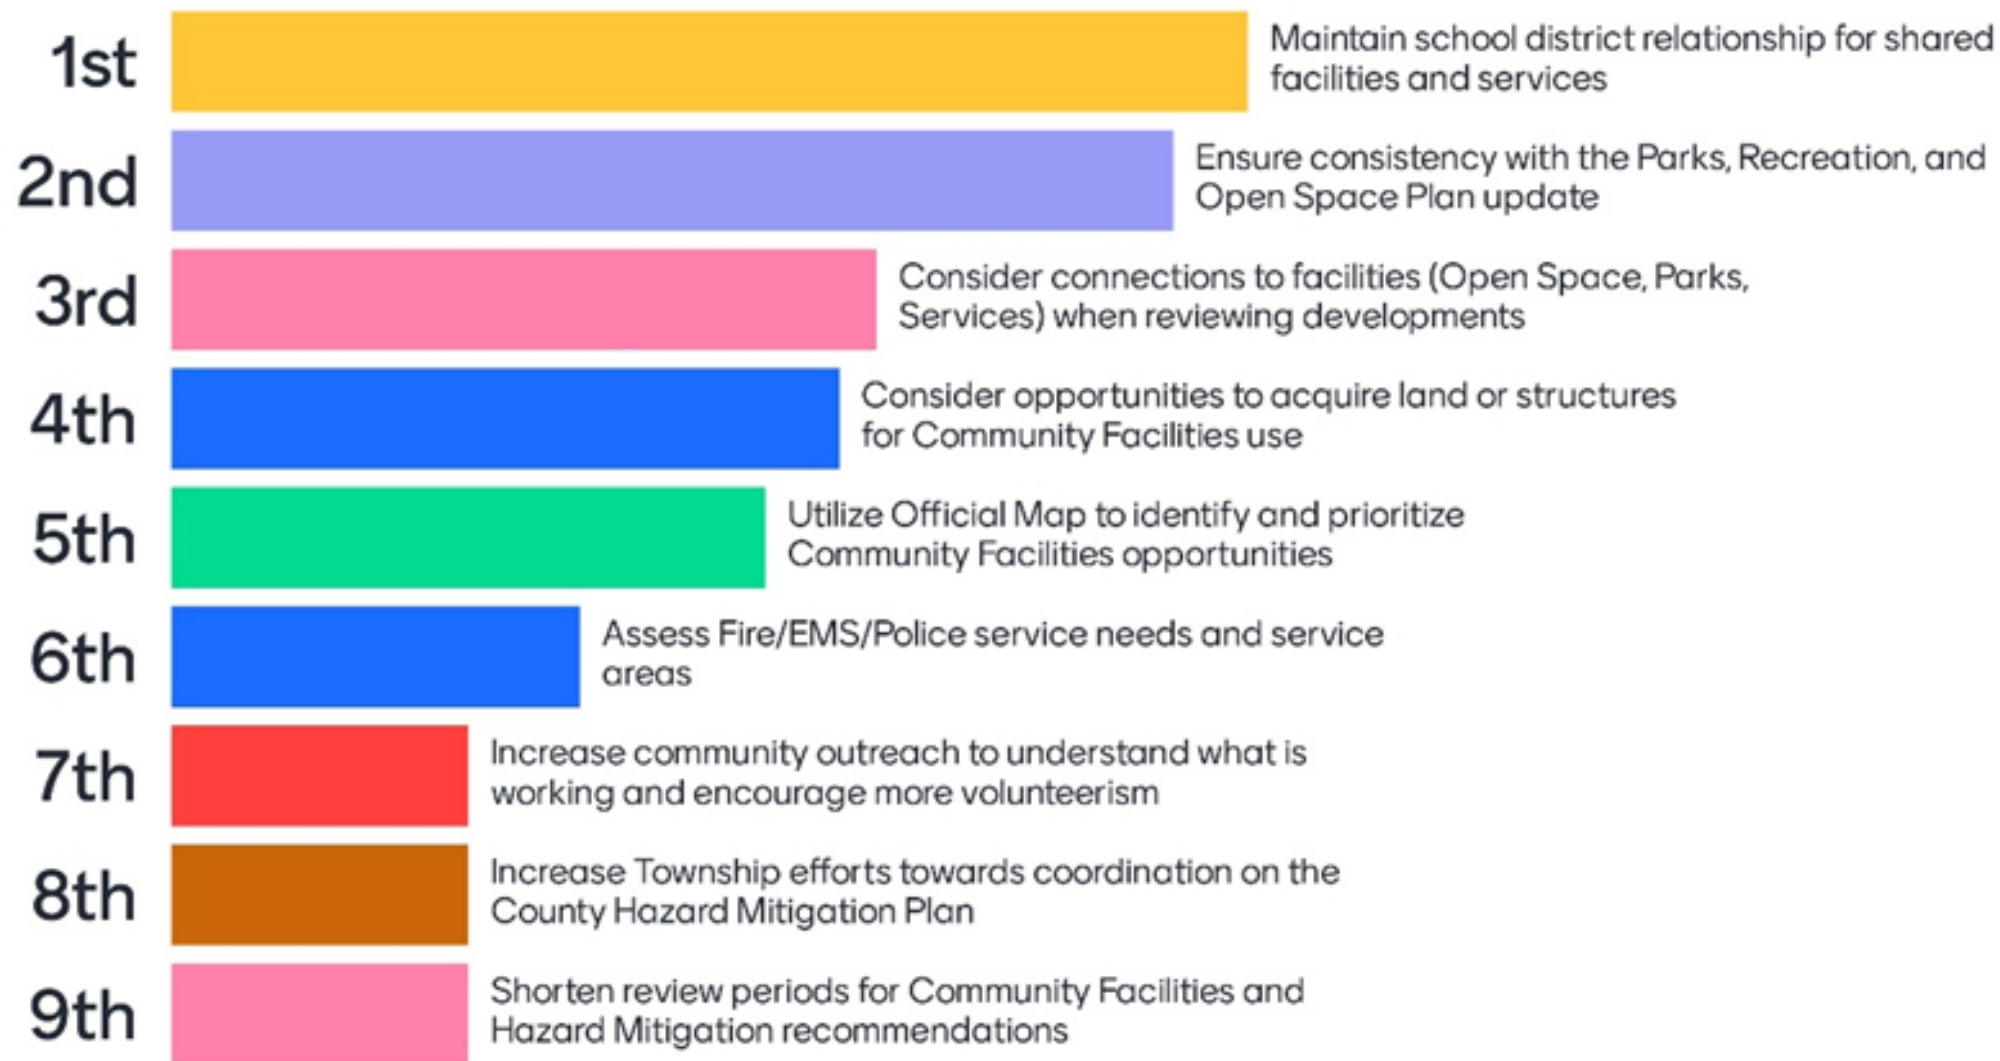 1st
Maintain school district relationship for shared
facilities and services
2nd
Ensure consistency with the Parks, Recreation, and
Open Space Plan update
3rd
Consider connections to facilities (Open Space, Parks,
Services) when reviewing developments
4th
Consider opportunities to acquire land or structures
for Community Facilities use
5th
Utilize Official Map to identify and prioritize
Community Facilities opportunities
6th
Assess Fire/EMS/Police service needs and service
areas
7th
Increase community outreach to understand what is
working and encourage more volunteerism
8th
Increase Township efforts towards coordination on the
County Hazard Mitigation Plan
9th
Shorten review periods for Community Facilities and
Hazard Mitigation recommendations